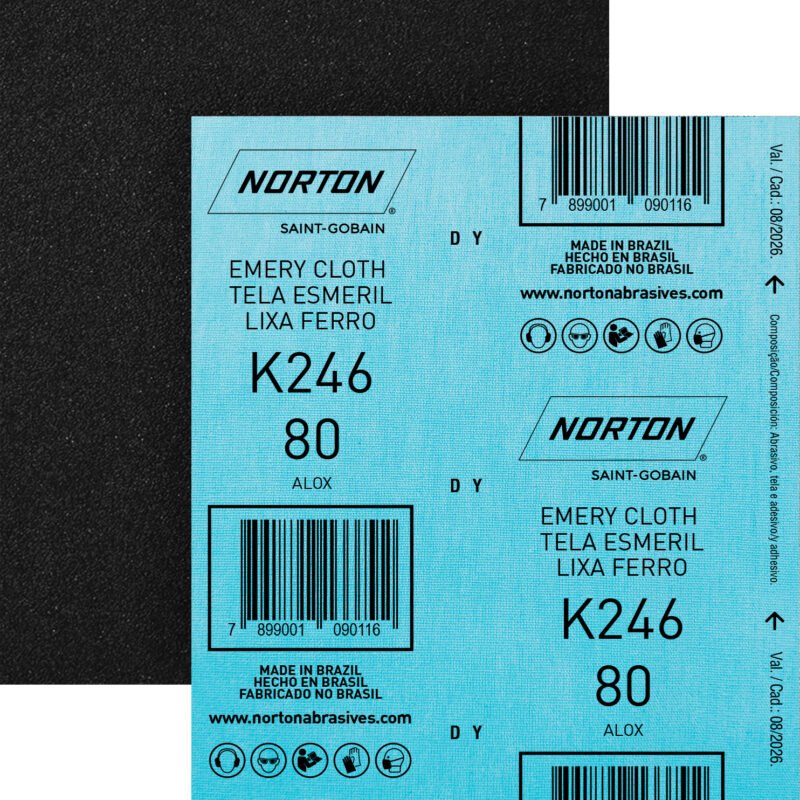 NORTON®
SAINT-GOBAIN
EMERY CLOTH
TELA ESMERIL
LIXA FERRO
K246
80
ALOX
7 899001 090116
MADE IN BRAZIL
HECHO EN BRASIL
FABRICADO NO BRASIL
www.nortonabrasives.com
D Y
D Y
D Y
7 899001 090116
MADE IN BRAZIL
HECHO EN BRASIL
FABRICADO NO BRASIL
www.nortonabrasives.com
NORTON®
SAINT-GOBAIN
EMERY CLOTH
TELA ESMERIL
LIXA FERRO
K246
80
ALOX
Val. / Cad.: 08/2026.
Composição/Composición: Abrasivo, tela e adesivo/y adhesivo.
Val. / Cad.: 08/2026.